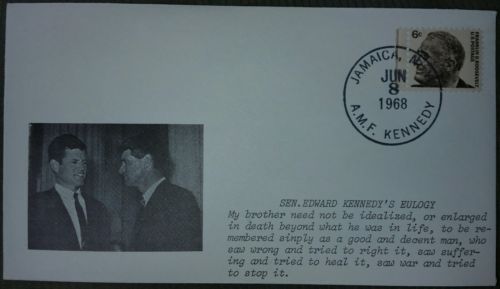 6c
FRANKLIN D. ROOSEVELT
U.S. POSTAGE
JAMAICA, N.Y.
JUN
8
1968
A.M.F. KENNEDY
SEN.EDWARD KENNEDY'S EULOGY
My brother need not be idealized, or enlarged
in death beyond what he was in life, to be re-
membered simply as a good and decent man, who
saw wrong and tried to right it, saw suffer-
ing and tried to heal it, saw war and tried
to stop it.